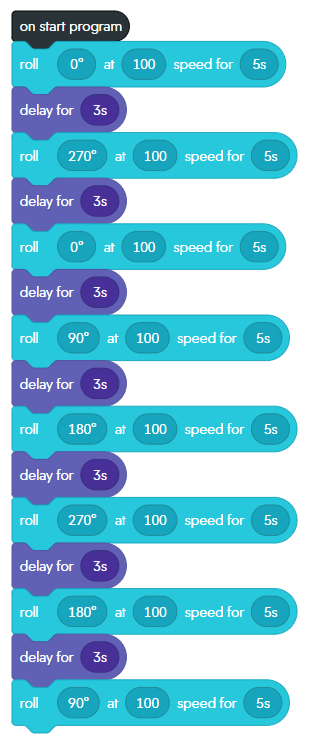 on start program
roll 0° at 100 speed for 5s
delay for 3s
roll 270° at 100 speed for 5s
delay for 3s
roll 0° at 100 speed for 5s
delay for 3s
roll 90° at 100 speed for 5s
delay for 3s
roll 180° at 100 speed for 5s
delay for 3s
roll 270° at 100 speed for 5s
delay for 3s
roll 180° at 100 speed for 5s
delay for 3s
roll 90° at 100 speed for 5s